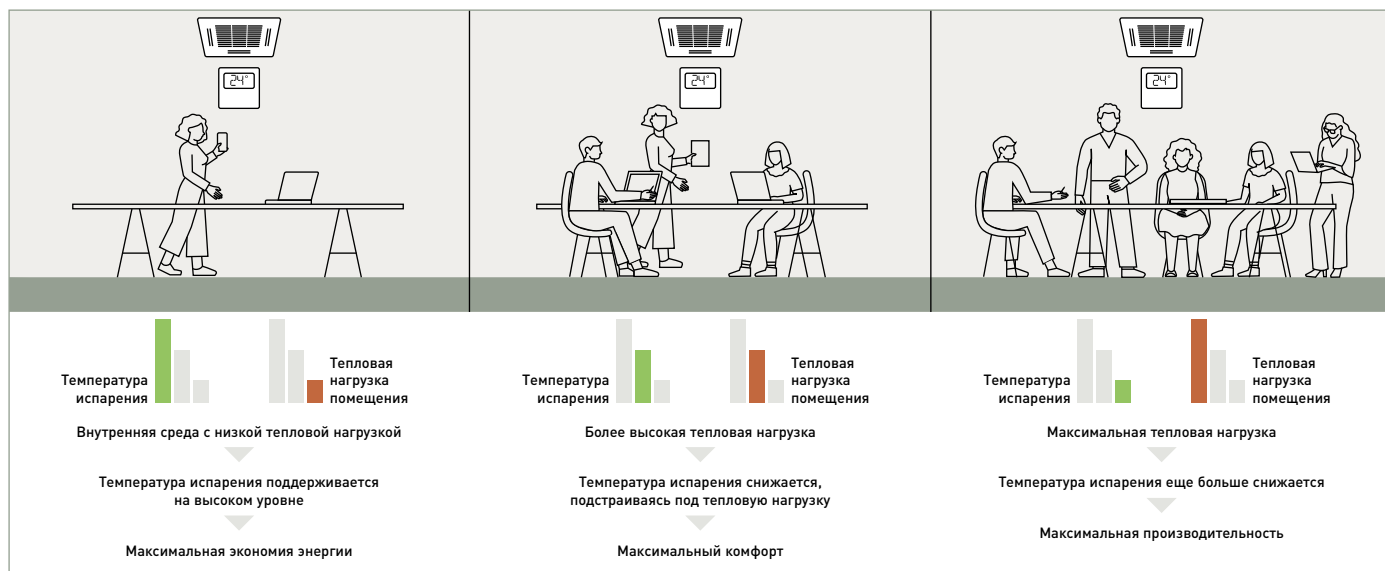 24°
24°
24°
Температура
испарения
Тепловая
нагрузка
помещения
Внутренняя среда с низкой тепловой нагрузкой
Температура испарения поддерживается
на высоком уровне
Максимальная экономия энергии
Температура
испарения
Тепловая
нагрузка
помещения
Более высокая тепловая нагрузка
Температура испарения снижается,
подстраиваясь под тепловую нагрузку
Максимальный комфорт
Температура
испарения
Тепловая
нагрузка
помещения
Максимальная тепловая нагрузка
Температура испарения еще больше снижается
Максимальная производительность